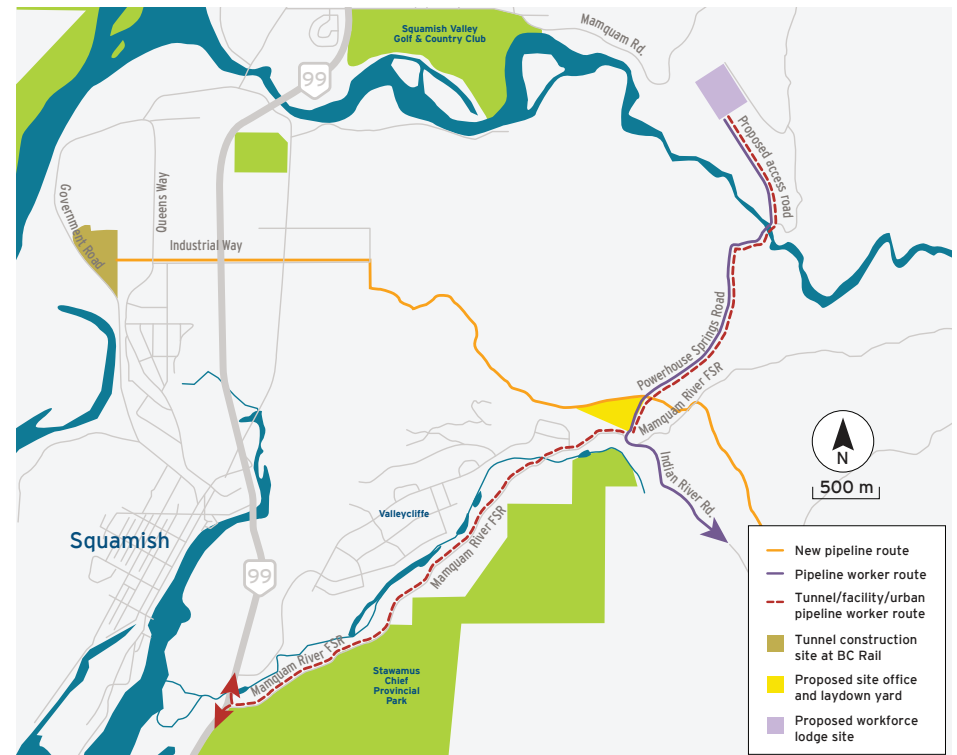 Squamish Valley
Golf & Country Club
Mamquam Rd.
99
Proposed access road
Government Road
Queens Way
Industrial Way
Powerhouse Springs Road
Mamquam River FSR
N
500 m
Indian River Rd.
Valleycliffe
Squamish
99
Mamquam River FSR
Mamquam River FSR
Stawamus
Chief
Provincial
Park
New pipeline route
Pipeline worker route
Tunnel/facility/urban
pipeline worker route
Tunnel construction
site at BC Rail
Proposed site office
and laydown yard
Proposed workforce
lodge site